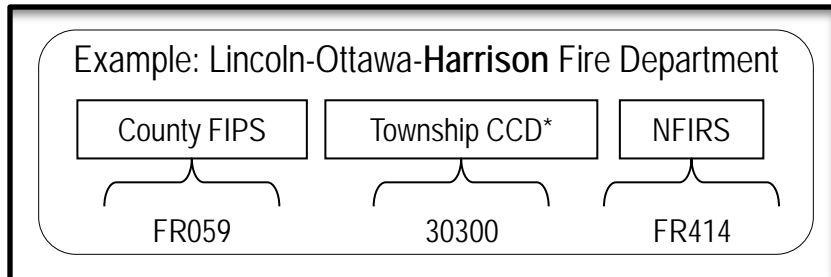 Example: Lincoln-Ottawa-Harrison Fire Department
County FIPS Township CCD* NFIRS
FR059 30300 FR414